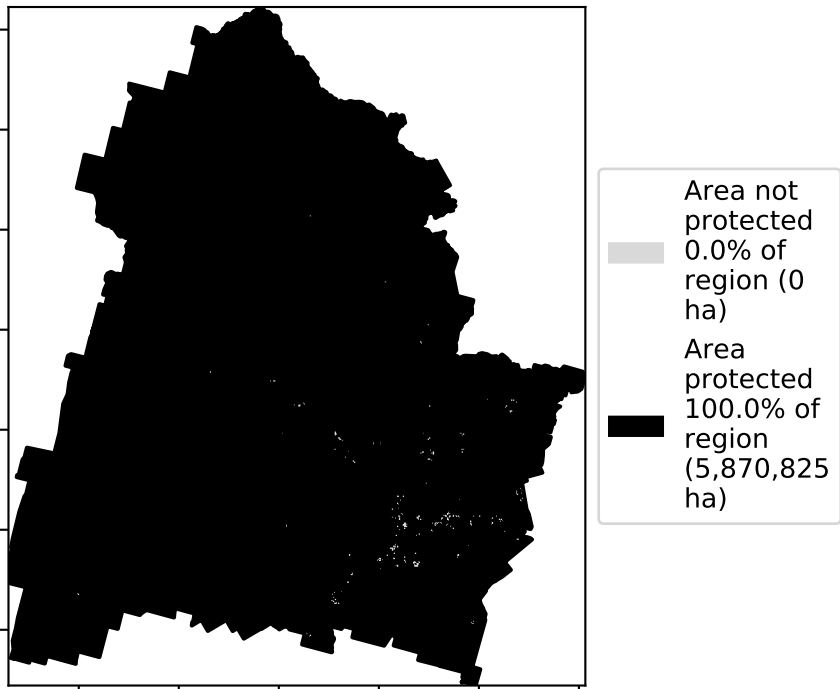 Area not
protected
0.0% of
region (0
ha)
Area
protected
100.0% of
region
(5,870,825
ha)